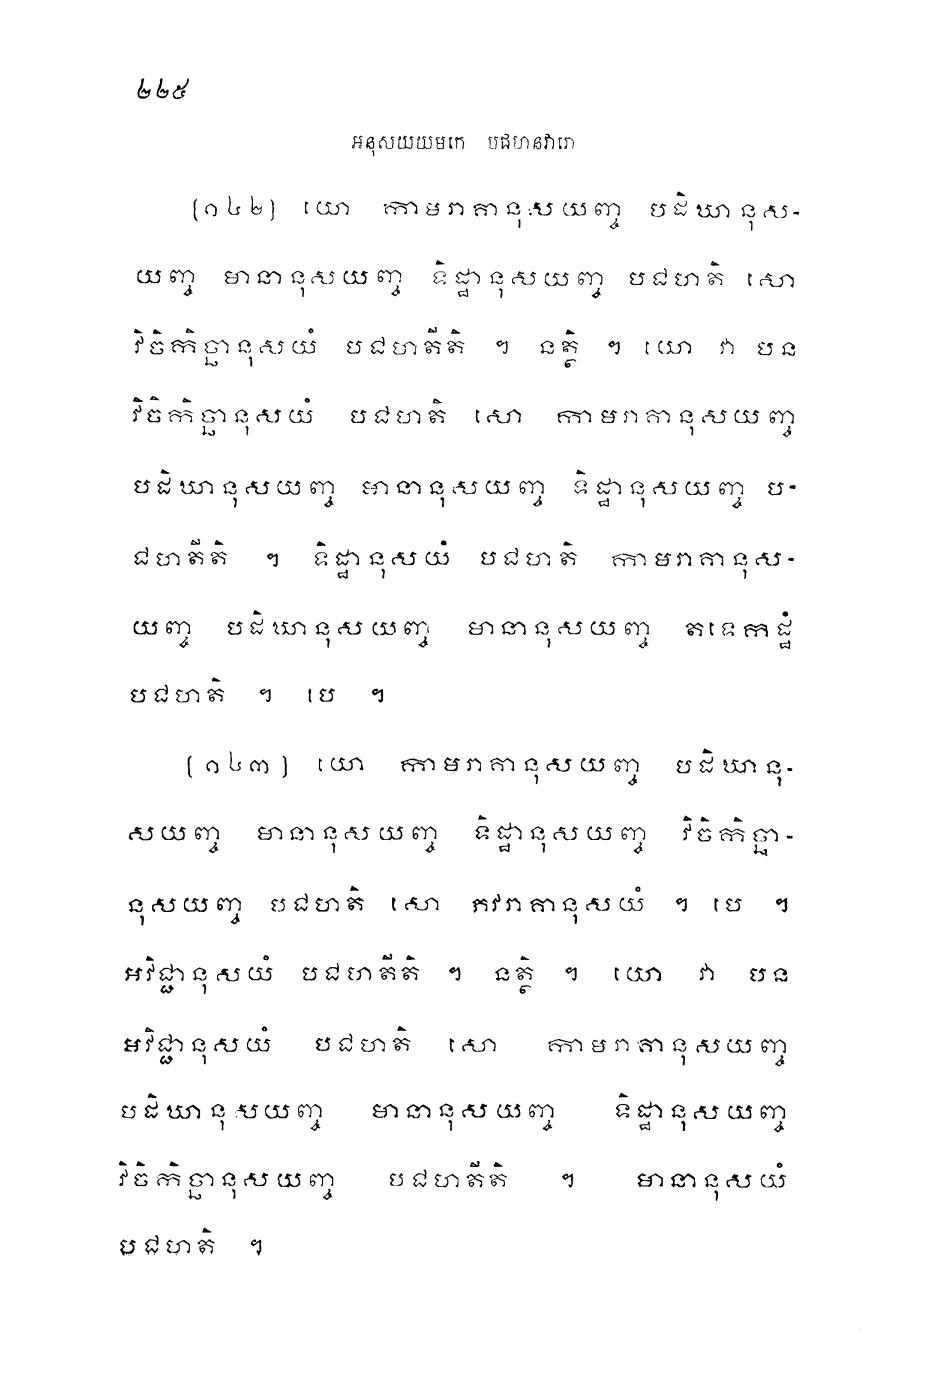 ២២៥
អនុសយយមកេ បជហនវារោ
(១៤២) យោ កាមរាគានុសយញ្ច បដិឃានុស-
យញ្ច មានានុសយញ្ច ទិដ្ឋានុសយញ្ច បជហតិ សោ
វិចិកិច្ឆានុសយំ បជហតីតិ ។ នត្ថិ ។ យោ វា បន
វិចិកិច្ឆានុសយំ បជហតិ សោ កាមរាគានុសយញ្ច
បដិឃានុសយញ្ច មានានុសយញ្ច ទិដ្ឋានុសយញ្ច ប-
ជហតីតិ ។ ទិដ្ឋានុសយំ បជហតិ កាមរាគានុស-
យញ្ច បដិឃានុសយញ្ច មានានុសយញ្ច តទេកដ្ឋំ
បជហតិ ។ បេ ។
(១៤៣) យោ កាមរាគានុសយញ្ច បដិឃានុ-
សយញ្ច មានានុសយញ្ច ទិដ្ឋានុសយញ្ច វិចិកិច្ឆា-
នុសយញ្ច បជហតិ សោ ភវរាគានុសយំ ។ បេ ។
អវិជ្ជានុសយំ បជហតីតិ ។ នត្ថិ ។ យោ វា បន
អវិជ្ជានុសយំ បជហតិ សោ កាមរាគានុសយញ្ច
បដិឃានុសយញ្ច មានានុសយញ្ច ទិដ្ឋានុសយញ្ច
វិចិកិច្ឆានុសយញ្ច បជហតីតិ ។ មានានុសយំ
បជហតិ ។